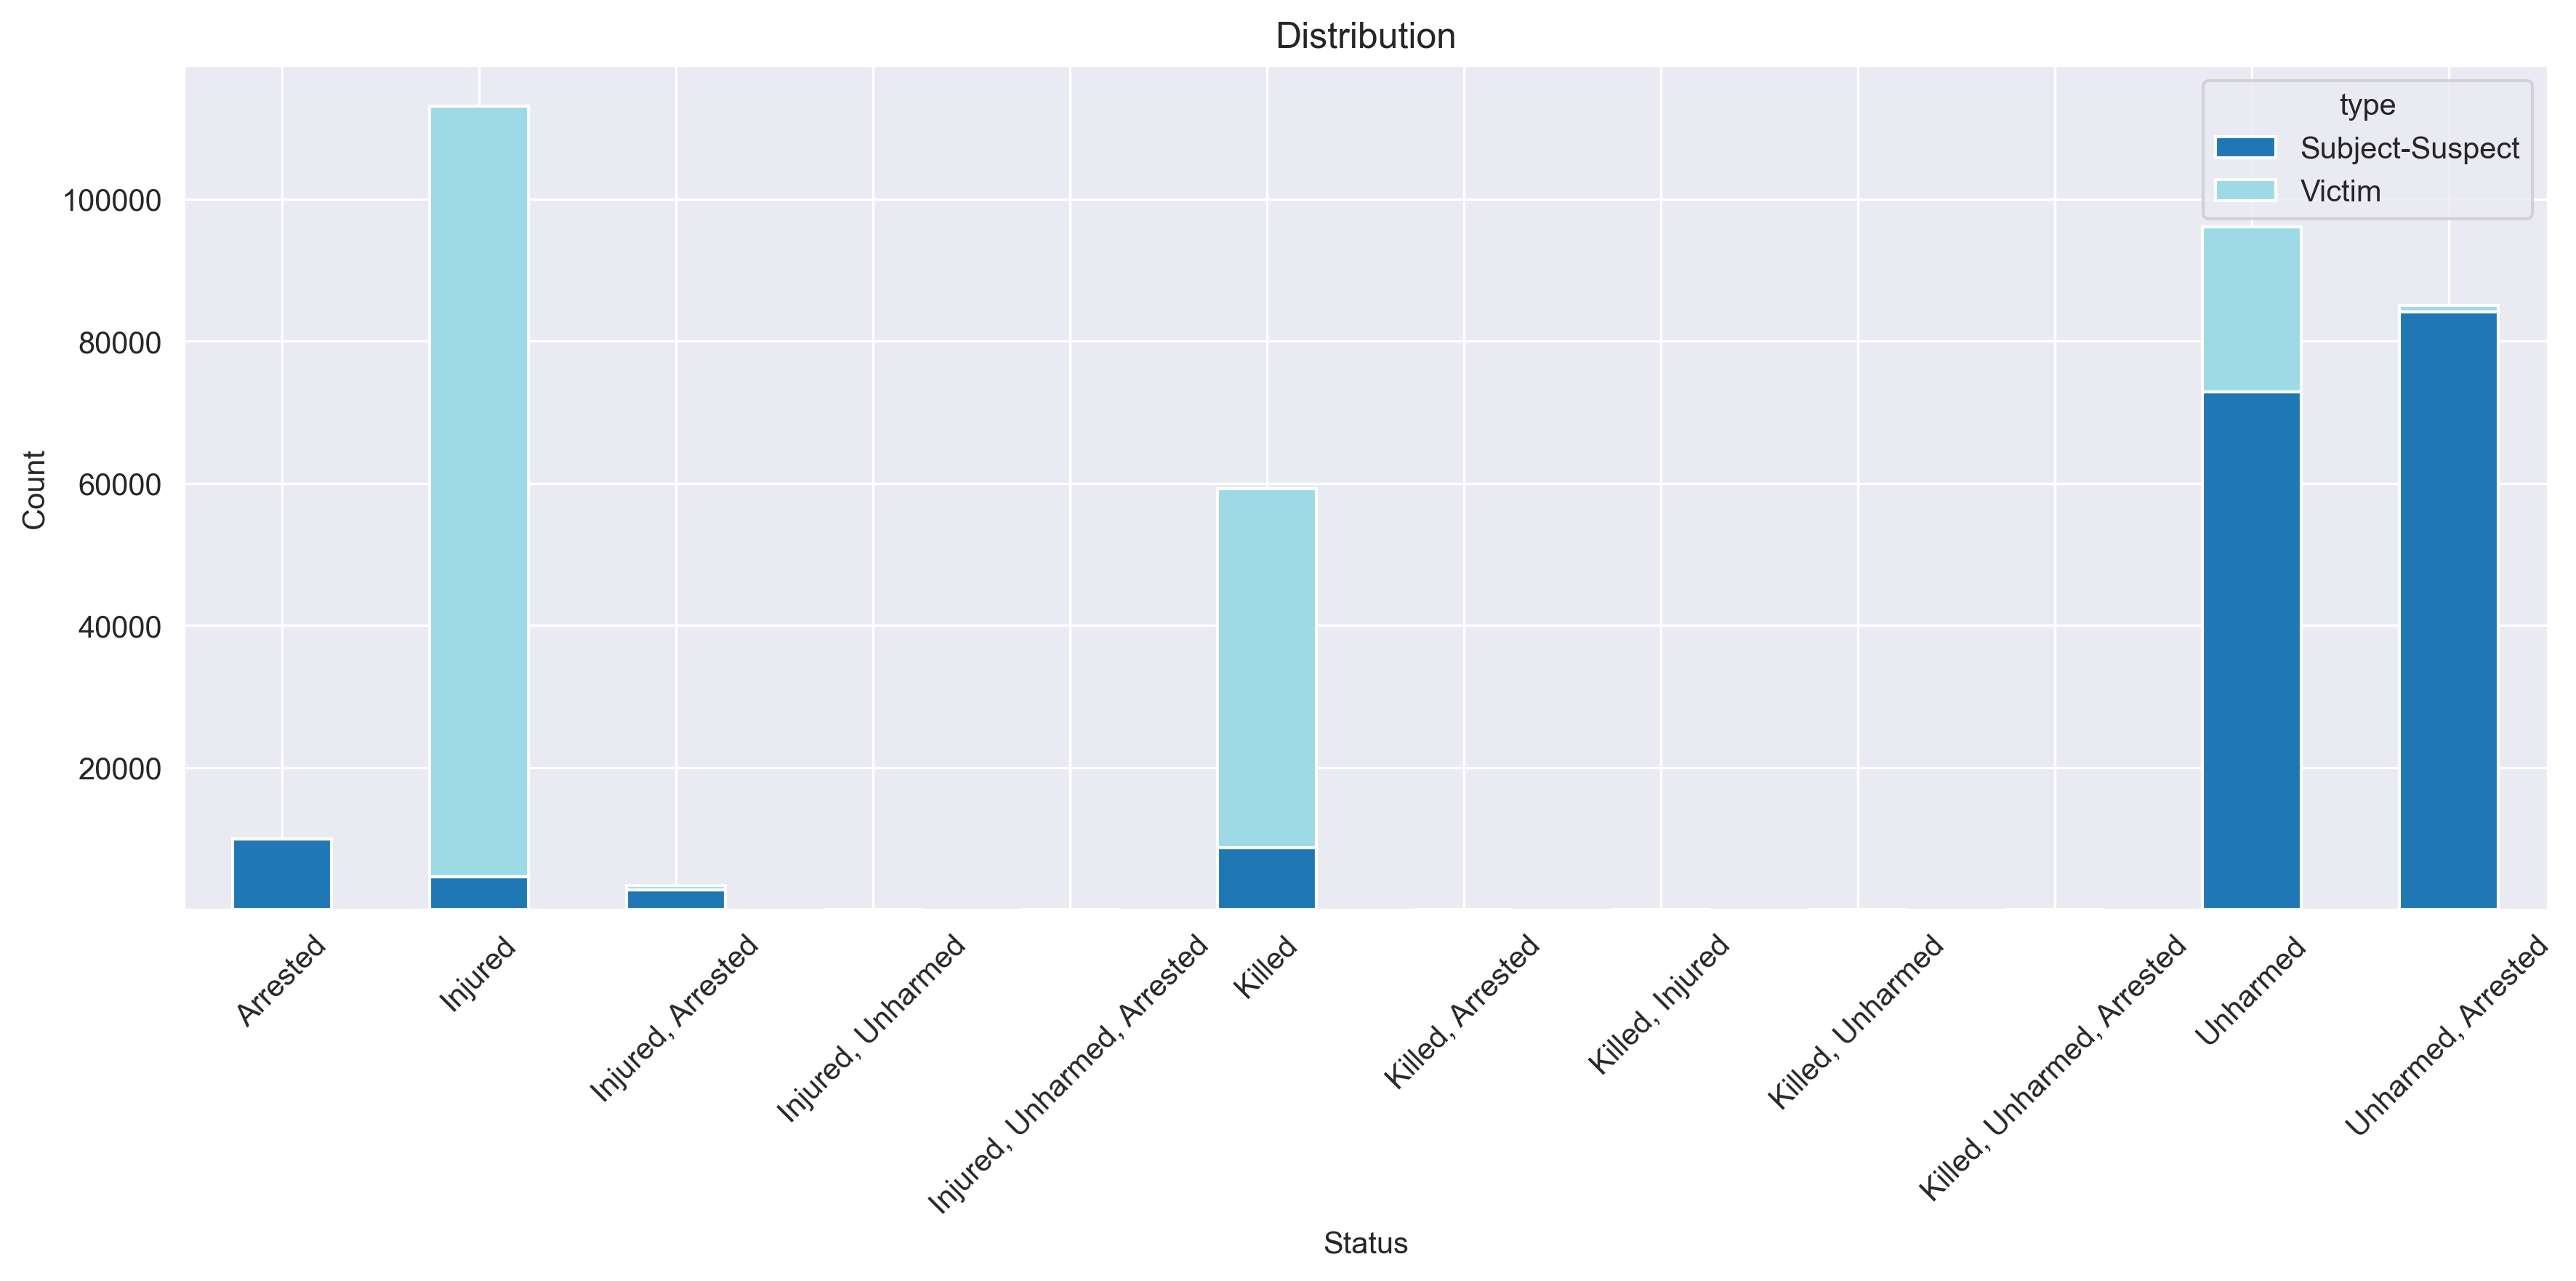 Distribution
type
Subject-Suspect
Victim
Count
100000
80000
60000
40000
20000
Arrested
Injured
Injured, Arrested
Injured, Unharmed
Injured, Unharmed, Arrested
Killed
Killed, Arrested
Killed, Injured
Killed, Unharmed
Killed, Unharmed, Arrested
Unharmed
Unharmed, Arrested
Status